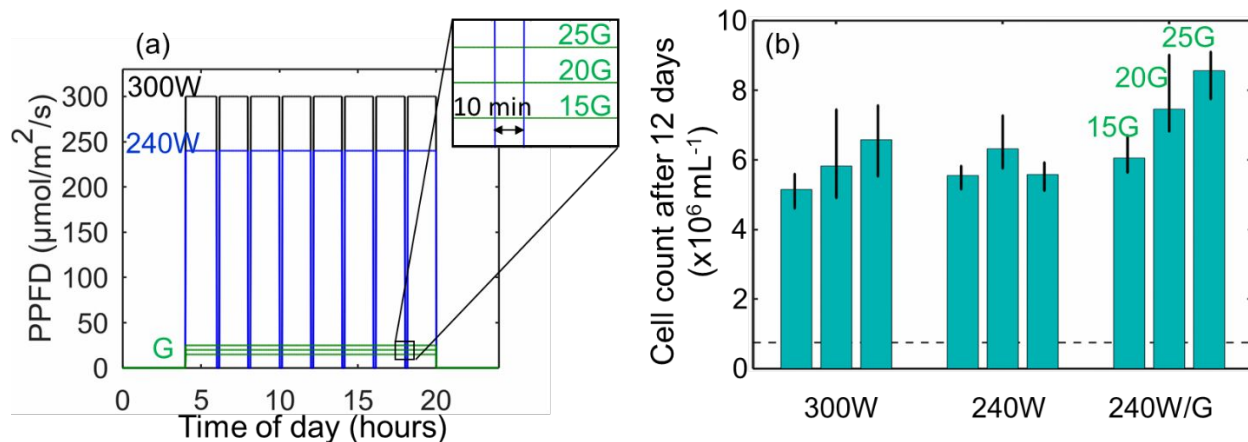 (a)
PPFD (µmol/m²/s)
300
250
200
150
100
50
0
300W
240W
G
25G
20G
15G
10 min
0
5
10
15
20
Time of day (hours)
(b)
Cell count after 12 days
(x10⁶ mL⁻¹)
10
8
6
4
2
0
15G
20G
25G
300W
240W
240W/G